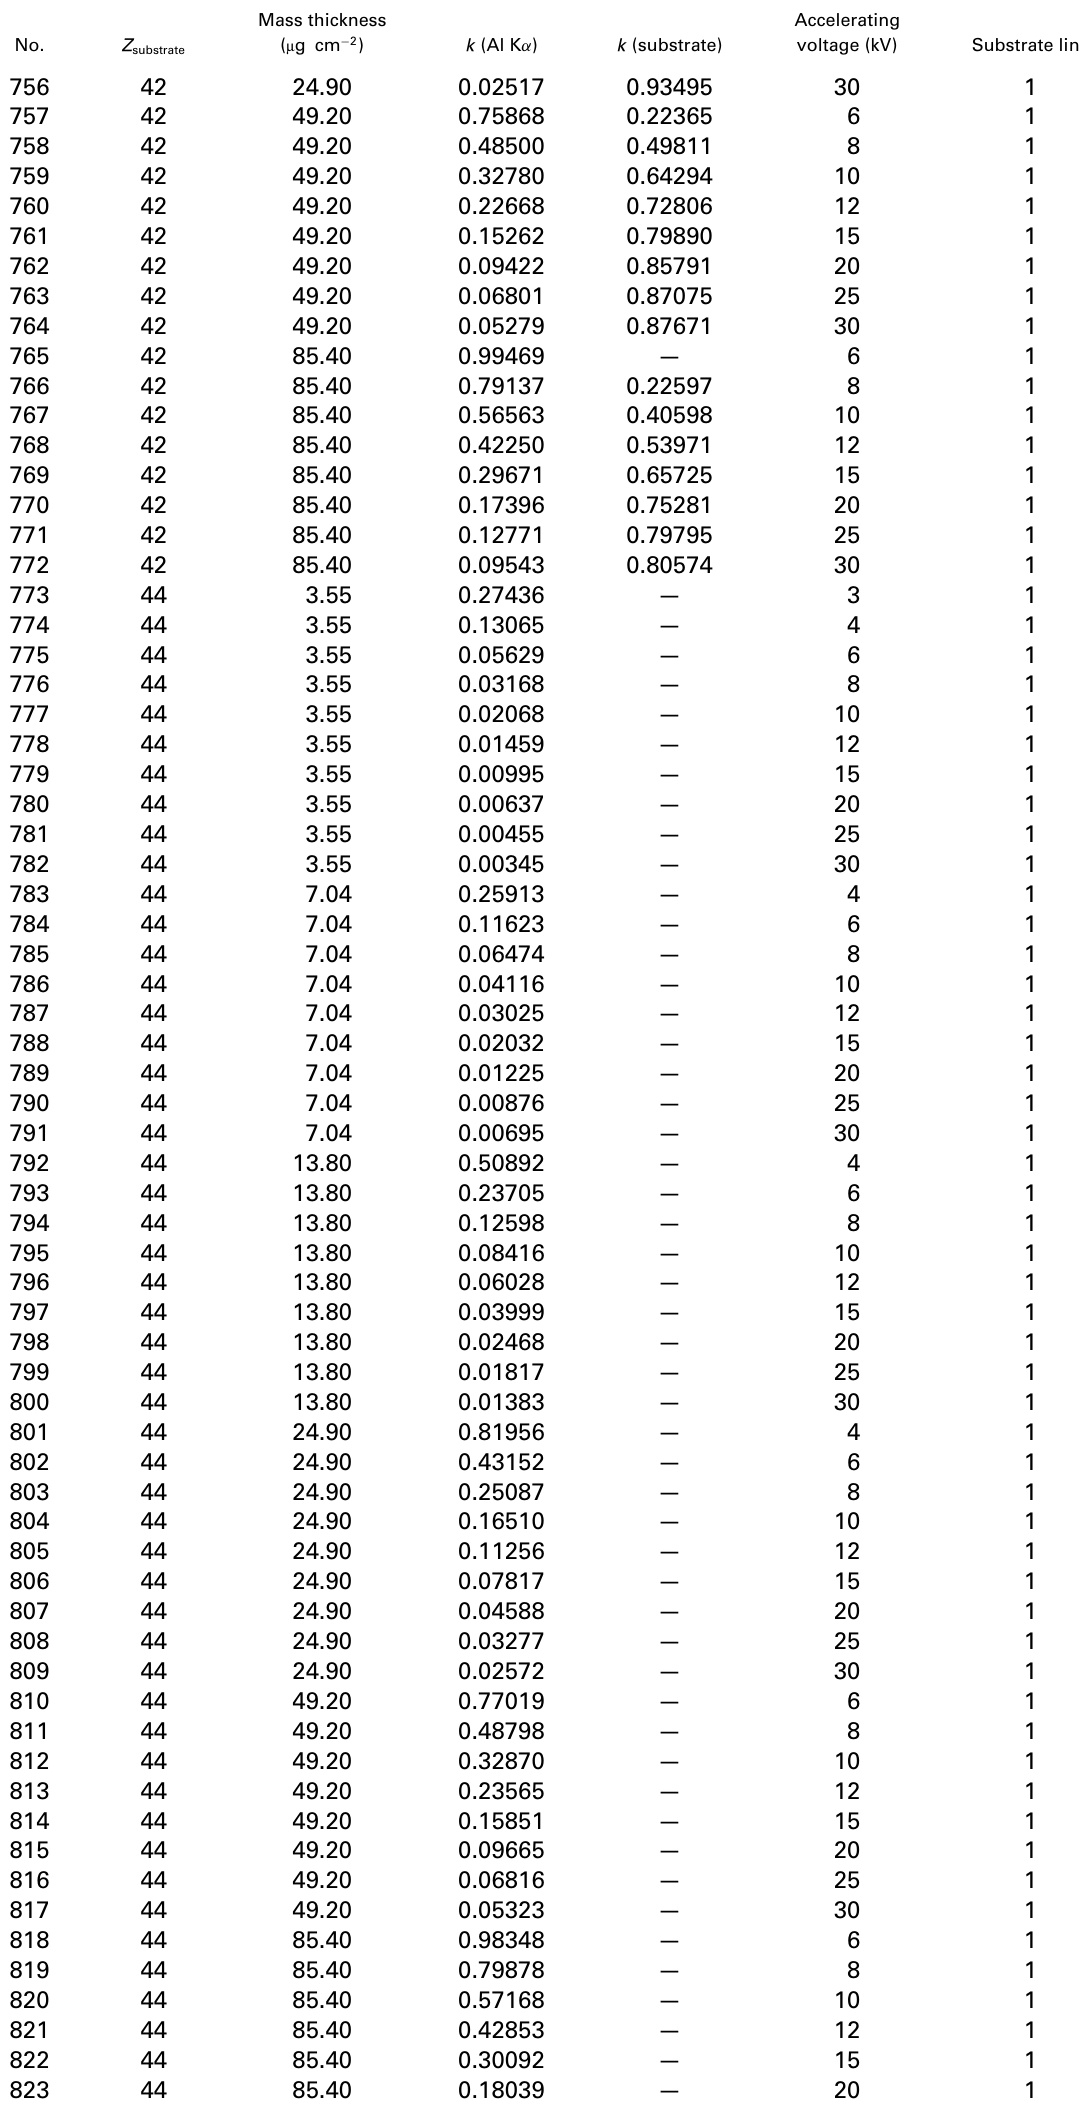 Mass thickness Accelerating
No. Zsubstrate (μg cm−2) k (Al Kα) k (substrate) voltage (kV) Substrate lin
756 42 24.90 0.02517 0.93495 30 1
757 42 49.20 0.75868 0.22365 6 1
758 42 49.20 0.48500 0.49811 8 1
759 42 49.20 0.32780 0.64294 10 1
760 42 49.20 0.22668 0.72806 12 1
761 42 49.20 0.15262 0.79890 15 1
762 42 49.20 0.09422 0.85791 20 1
763 42 49.20 0.06801 0.87075 25 1
764 42 49.20 0.05279 0.87671 30 1
765 42 85.40 0.99469 — 6 1
766 42 85.40 0.79137 0.22597 8 1
767 42 85.40 0.56563 0.40598 10 1
768 42 85.40 0.42250 0.53971 12 1
769 42 85.40 0.29671 0.65725 15 1
770 42 85.40 0.17396 0.75281 20 1
771 42 85.40 0.12771 0.79795 25 1
772 42 85.40 0.09543 0.80574 30 1
773 44 3.55 0.27436 — 3 1
774 44 3.55 0.13065 — 4 1
775 44 3.55 0.05629 — 6 1
776 44 3.55 0.03168 — 8 1
777 44 3.55 0.02068 — 10 1
778 44 3.55 0.01459 — 12 1
779 44 3.55 0.00995 — 15 1
780 44 3.55 0.00637 — 20 1
781 44 3.55 0.00455 — 25 1
782 44 3.55 0.00345 — 30 1
783 44 7.04 0.25913 — 4 1
784 44 7.04 0.11623 — 6 1
785 44 7.04 0.06474 — 8 1
786 44 7.04 0.04116 — 10 1
787 44 7.04 0.03025 — 12 1
788 44 7.04 0.02032 — 15 1
789 44 7.04 0.01225 — 20 1
790 44 7.04 0.00876 — 25 1
791 44 7.04 0.00695 — 30 1
792 44 13.80 0.50892 — 4 1
793 44 13.80 0.23705 — 6 1
794 44 13.80 0.12598 — 8 1
795 44 13.80 0.08416 — 10 1
796 44 13.80 0.06028 — 12 1
797 44 13.80 0.03999 — 15 1
798 44 13.80 0.02468 — 20 1
799 44 13.80 0.01817 — 25 1
800 44 13.80 0.01383 — 30 1
801 44 24.90 0.81956 — 4 1
802 44 24.90 0.43152 — 6 1
803 44 24.90 0.25087 — 8 1
804 44 24.90 0.16510 — 10 1
805 44 24.90 0.11256 — 12 1
806 44 24.90 0.07817 — 15 1
807 44 24.90 0.04588 — 20 1
808 44 24.90 0.03277 — 25 1
809 44 24.90 0.02572 — 30 1
810 44 49.20 0.77019 — 6 1
811 44 49.20 0.48798 — 8 1
812 44 49.20 0.32870 — 10 1
813 44 49.20 0.23565 — 12 1
814 44 49.20 0.15851 — 15 1
815 44 49.20 0.09665 — 20 1
816 44 49.20 0.06816 — 25 1
817 44 49.20 0.05323 — 30 1
818 44 85.40 0.98348 — 6 1
819 44 85.40 0.79878 — 8 1
820 44 85.40 0.57168 — 10 1
821 44 85.40 0.42853 — 12 1
822 44 85.40 0.30092 — 15 1
823 44 85.40 0.18039 — 20 1